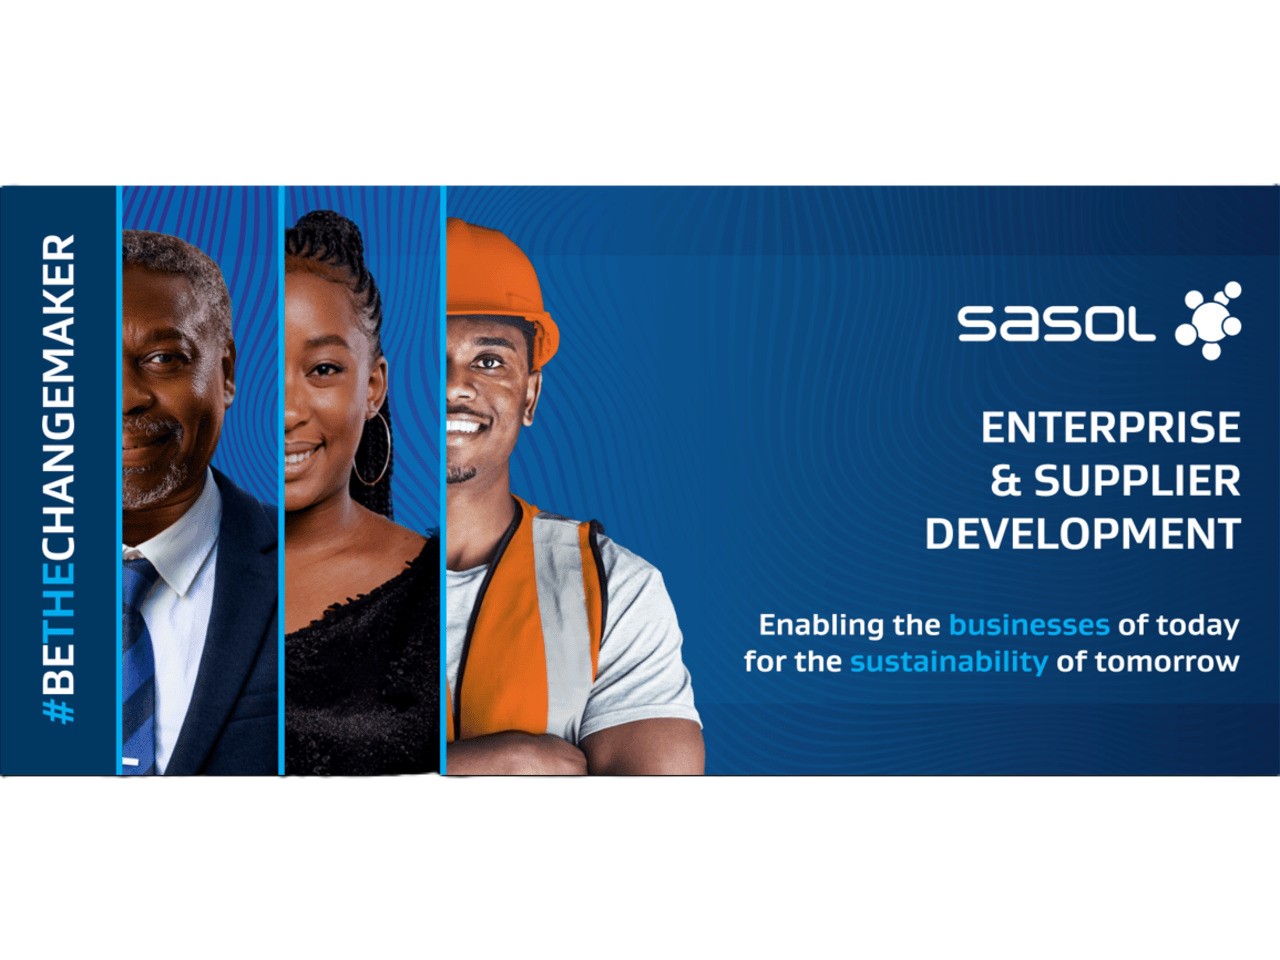 #BETHECHANGEMAKER
sasol
ENTERPRISE
& SUPPLIER
DEVELOPMENT
Enabling the businesses of today
for the sustainability of tomorrow